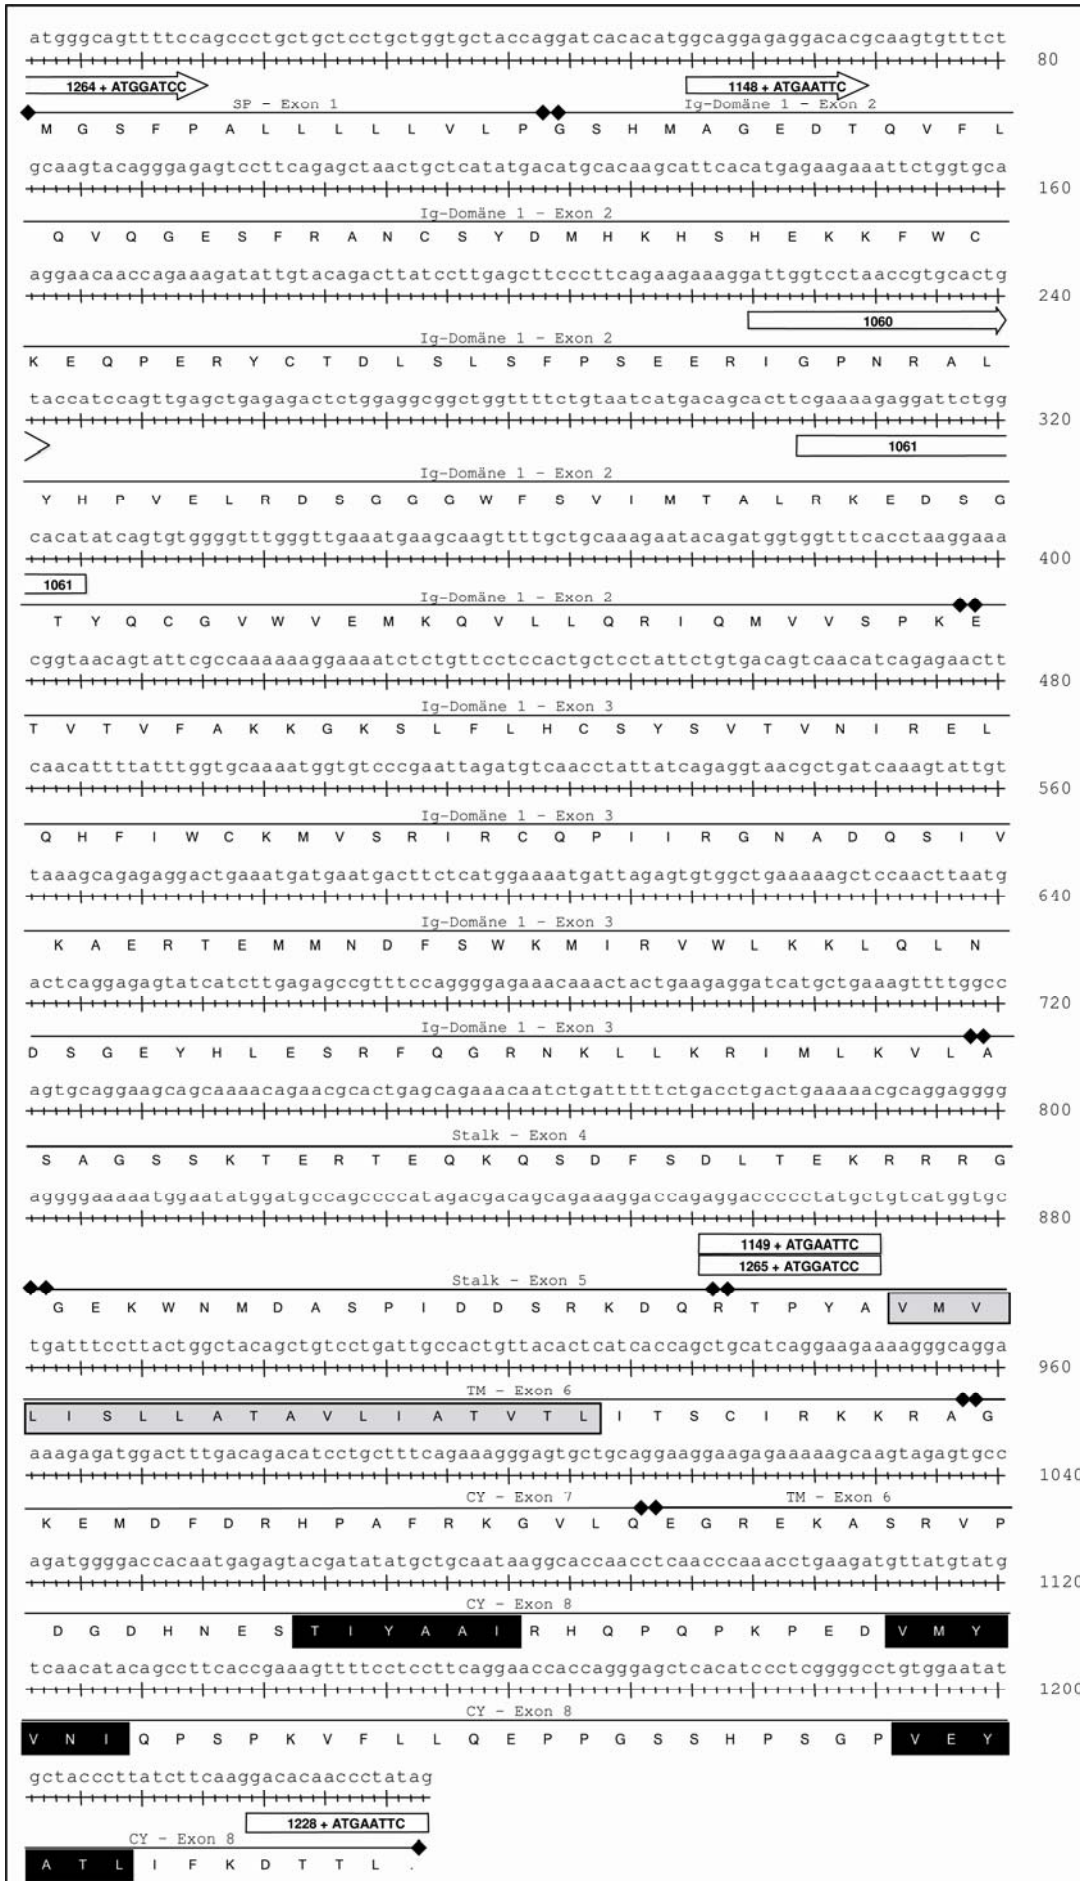 atgggcagttttccagccctgctgctcctgctggtgctaccaggatcacacatggcaggagaggacacgcaagtgtttct 80
1264 + ATGGATCC 1148 + ATGAATTC
SP - Exon 1 Ig-Domäne 1 - Exon 2
M G S F P A L L L L L V L P G S H M A G E D T Q V F L
gcaagtacagggagagtccttcagagctaactgctcatatgacatgcacaagcattcacatgagaagaaattctggtgca 160
Ig-Domäne 1 - Exon 2
Q V Q G E S F R A N C S Y D M H K H S H E K K F W C
aggaacaaccagaaagatattgtacagacttatccttgagcttcccttcagaagaaaggattggtcctaaccgtgcactg 240
1060
Ig-Domäne 1 - Exon 2
K E Q P E R Y C T D L S L S F P S E E R I G P N R A L
taccatccagttgagctgagagactctggaggcggctggttttctgtaatcatgacagcacttcgaaaagaggattctgg 320
1061
Ig-Domäne 1 - Exon 2
Y H P V E L R D S G G G W F S V I M T A L R K E D S G
cacatatcagtgtggggtttgggttgaaatgaagcaagttttgctgcaaagaatacagatggtggtttcacctaaggaaa 400
1061
Ig-Domäne 1 - Exon 2
T Y Q C G V W V E M K Q V L L Q R I Q M V V S P K E
cggtaacagtattcgccaaaaaaggaaaatctctgttcctccactgctcctattctgtgacagtcaacatcagagaactt 480
Ig-Domäne 1 - Exon 3
T V T V F A K K G K S L F L H C S Y S V T V N I R E L
caacattttatttggtgcaaaatggtgtcccgaattagatgtcaacctattatcagaggtaacgctgatcaaagtattgt 560
Ig-Domäne 1 - Exon 3
Q H F I W C K M V S R I R C Q P I I R G N A D Q S I V
taaagcagagaggactgaaatgatgaatgacttctcatggaaaatgattagagtgtggctgaaaaagctccaacttaatg 640
Ig-Domäne 1 - Exon 3
K A E R T E M M N D F S W K M I R V W L K K L Q L N
actcaggagagtatcatcttgagagccgtttccaggggagaaacaaactactgaagaggatcatgctgaaagttttggcc 720
Ig-Domäne 1 - Exon 3
D S G E Y H L E S R F Q G R N K L L K R I M L K V L A
agtgcaggaagcagcaaaacagaacgcactgagcagaaacaatctgatttttctgacctgactgaaaaacgcaggagggg 800
Stalk - Exon 4
S A G S S K T E R T E Q K Q S D F S D L T E K R R R G
aggggaaaaatggaatatggatgccagccccatagacgacagcagaaaggaccagaggaccccctatgctgtcatggtgc 880
1149 + ATGAATTC
1265 + ATGGATCC
Stalk - Exon 5
G E K W N M D A S P I D D S R K D Q R T P Y A V M V
tgatttccttactggctacagctgtcctgattgccactgttacactcatcaccagctgcatcaggaagaaaagggcagga 960
TM - Exon 6
L I S L L A T A V L I A T V T L I T S C I R K K R A G
aaagagatggactttgacagacatcctgctttcagaaagggagtgctgcaggaaggaagagaaaaagcaagtagagtgcc 1040
CY - Exon 7 TM - Exon 6
K E M D F D R H P A F R K G V L Q E G R E K A S R V P
agatggggaccacaatgagagtacgatatatgctgcaataaggcaccaacctcaacccaaacctgaagatgttatgtatg 1120
CY - Exon 8
D G D H N E S T I Y A A I R H Q P Q P K P E D V M Y
tcaacatacagccttcaccgaaagttttcctccttcaggaaccaccagggagctcacatccctcggggcctgtggaatat 1200
CY - Exon 8
V N I Q P S P K V F L L Q E P P G S S H P S G P V E Y
gctacccttatcttcaaggacacaaccctatag
1228 + ATGAATTC
CY - Exon 8
A T L I F K D T T L .